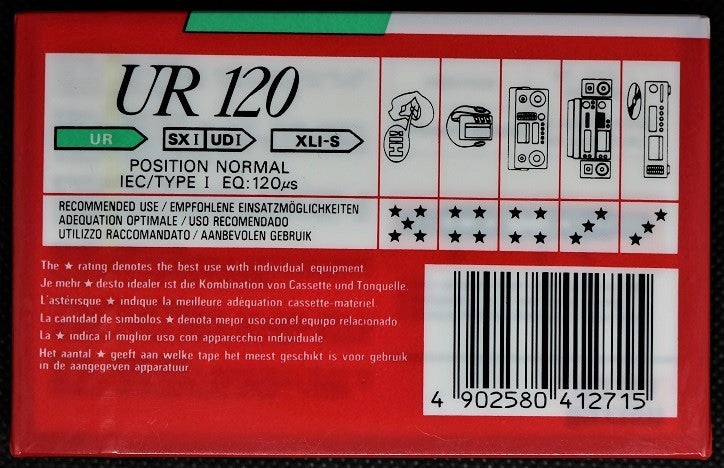 UR 120
UR SX I UD I XLI-S
POSITION NORMAL
IEC/TYPE I EQ:120µs
RECOMMENDED USE / EMPFOHLENE EINSATZMÖGLICHKEITEN
ADEQUATION OPTIMALE / USO RECOMENDADO
UTILIZZO RACCOMANDATO / AANBEVOLEN GEBRUIK
The ★ rating denotes the best use with individual equipment.
Je mehr ★ desto idealer ist die Kombination von Cassette und Tonquelle.
L'astérisque ★ indique la meilleure adéquation cassette-matériel.
La cantidad de simbolos ★ denota mejor uso con el equipo relacionado.
La ★ indica il miglior uso con apparecchio individuale
Het aantal ★ geeft aan welke tape het meest geschikt is voor gebruik
in de aangegeven apparatuur.
4 902580 412715